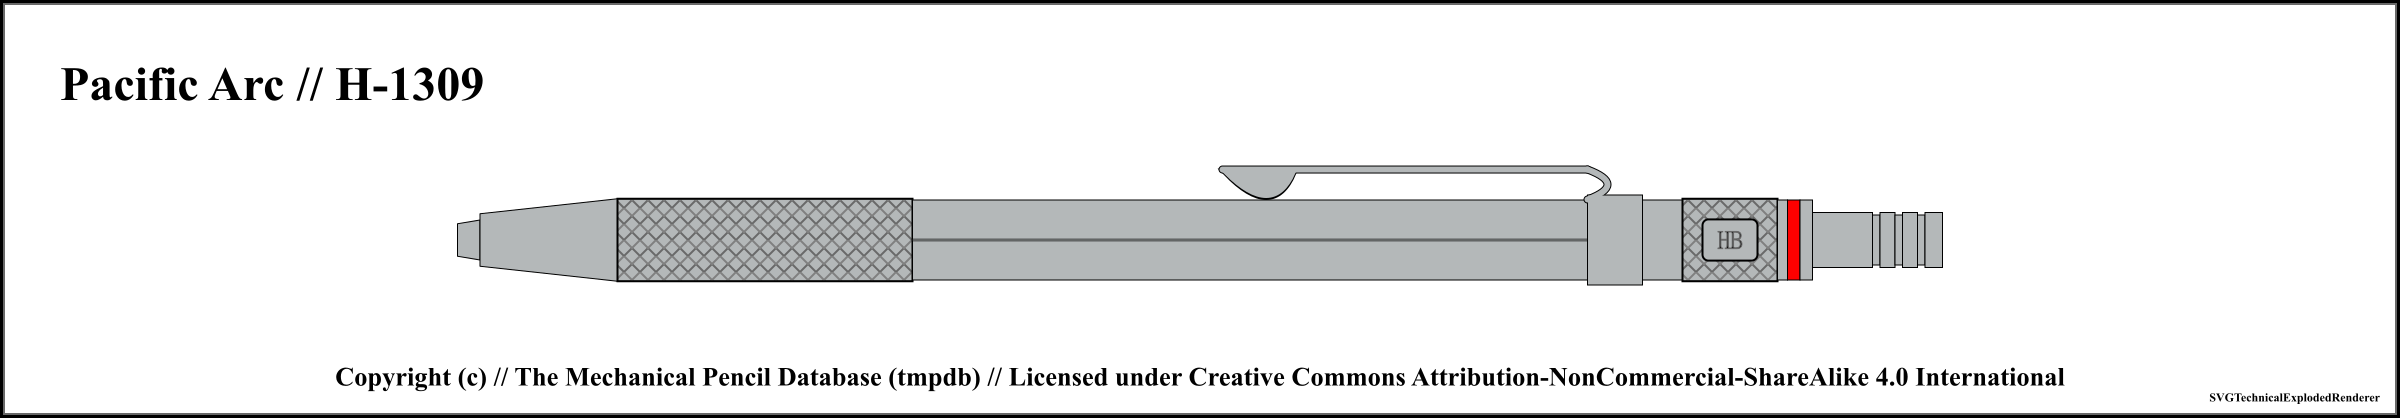 Pacific Arc // H-1309
HB
Copyright (c) // The Mechanical Pencil Database (tmpdb) // Licensed under Creative Commons Attribution-NonCommercial-ShareAlike 4.0 International
SVGTechnicalExplodedRenderer